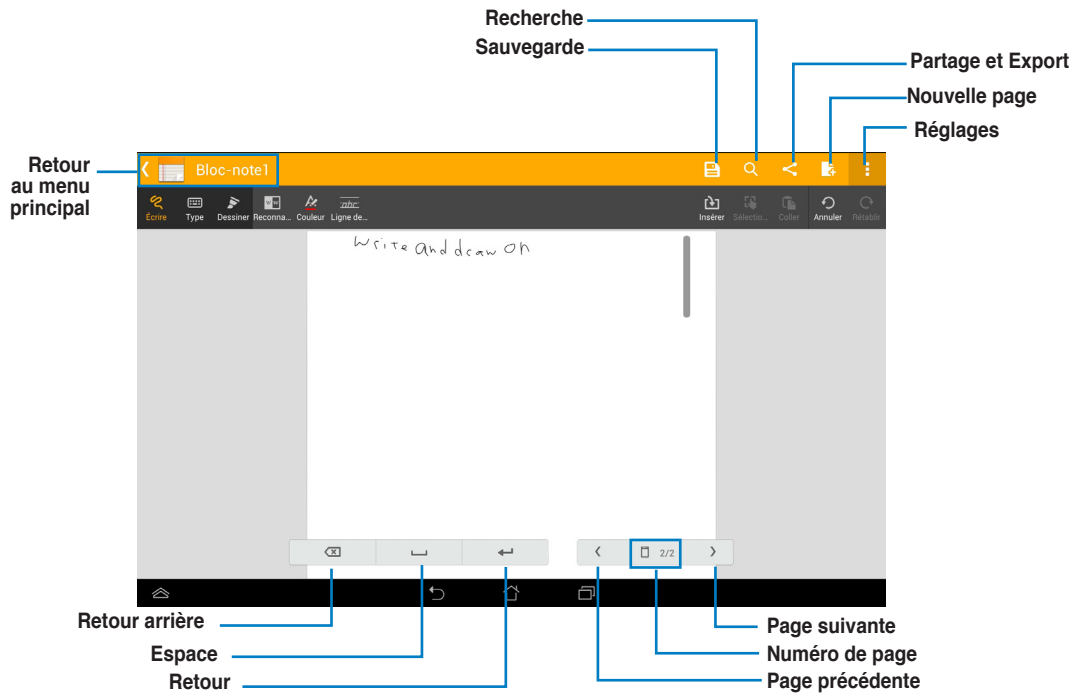 Recherche
Sauvegarde
Partage et Export
Nouvelle page
Réglages
Retour
au menu
principal
Bloc-note1
Écrire Type Dessiner Reconna... Couleur Ligne de... Insérer Sélectio... Coller Annuler Rétablir
abc
W W
Write and draw on
2/2
Retour arrière
Espace
Retour
Page suivante
Numéro de page
Page précédente